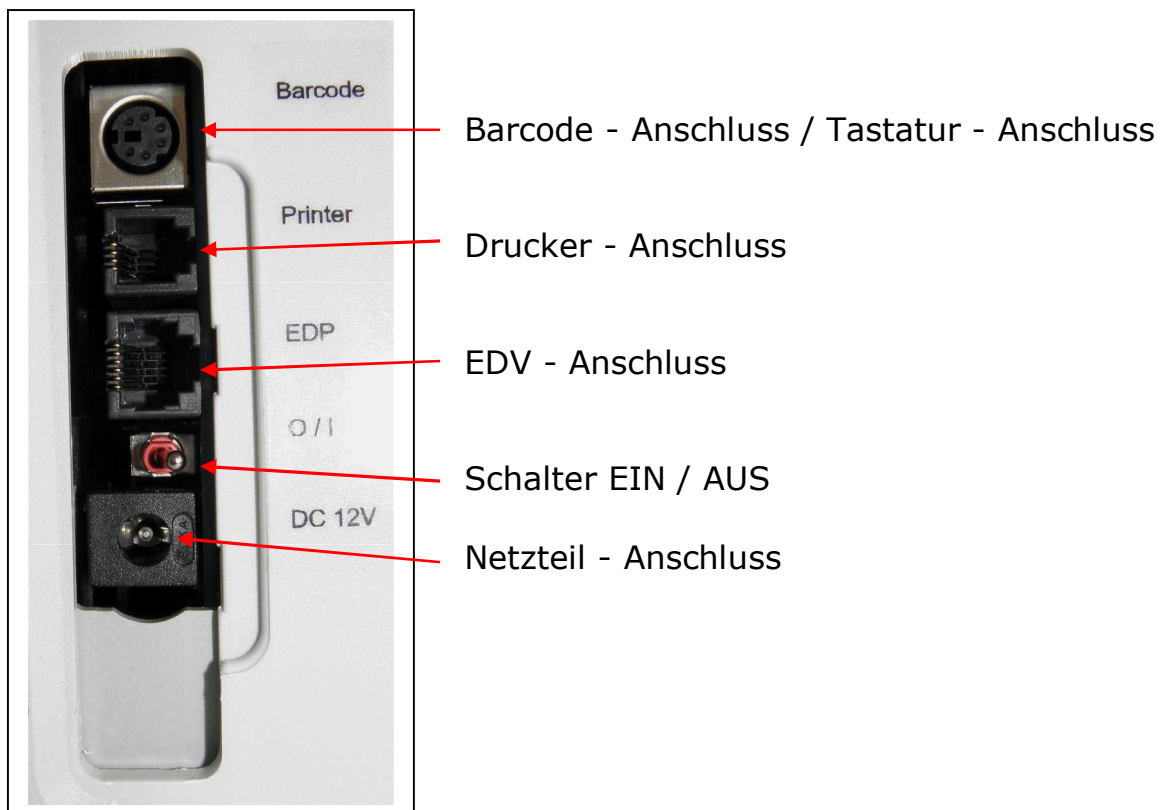 Barcode
Barcode - Anschluss / Tastatur - Anschluss
Printer
Drucker - Anschluss
EDP
EDV - Anschluss
O / I
Schalter EIN / AUS
DC 12V
Netzteil - Anschluss